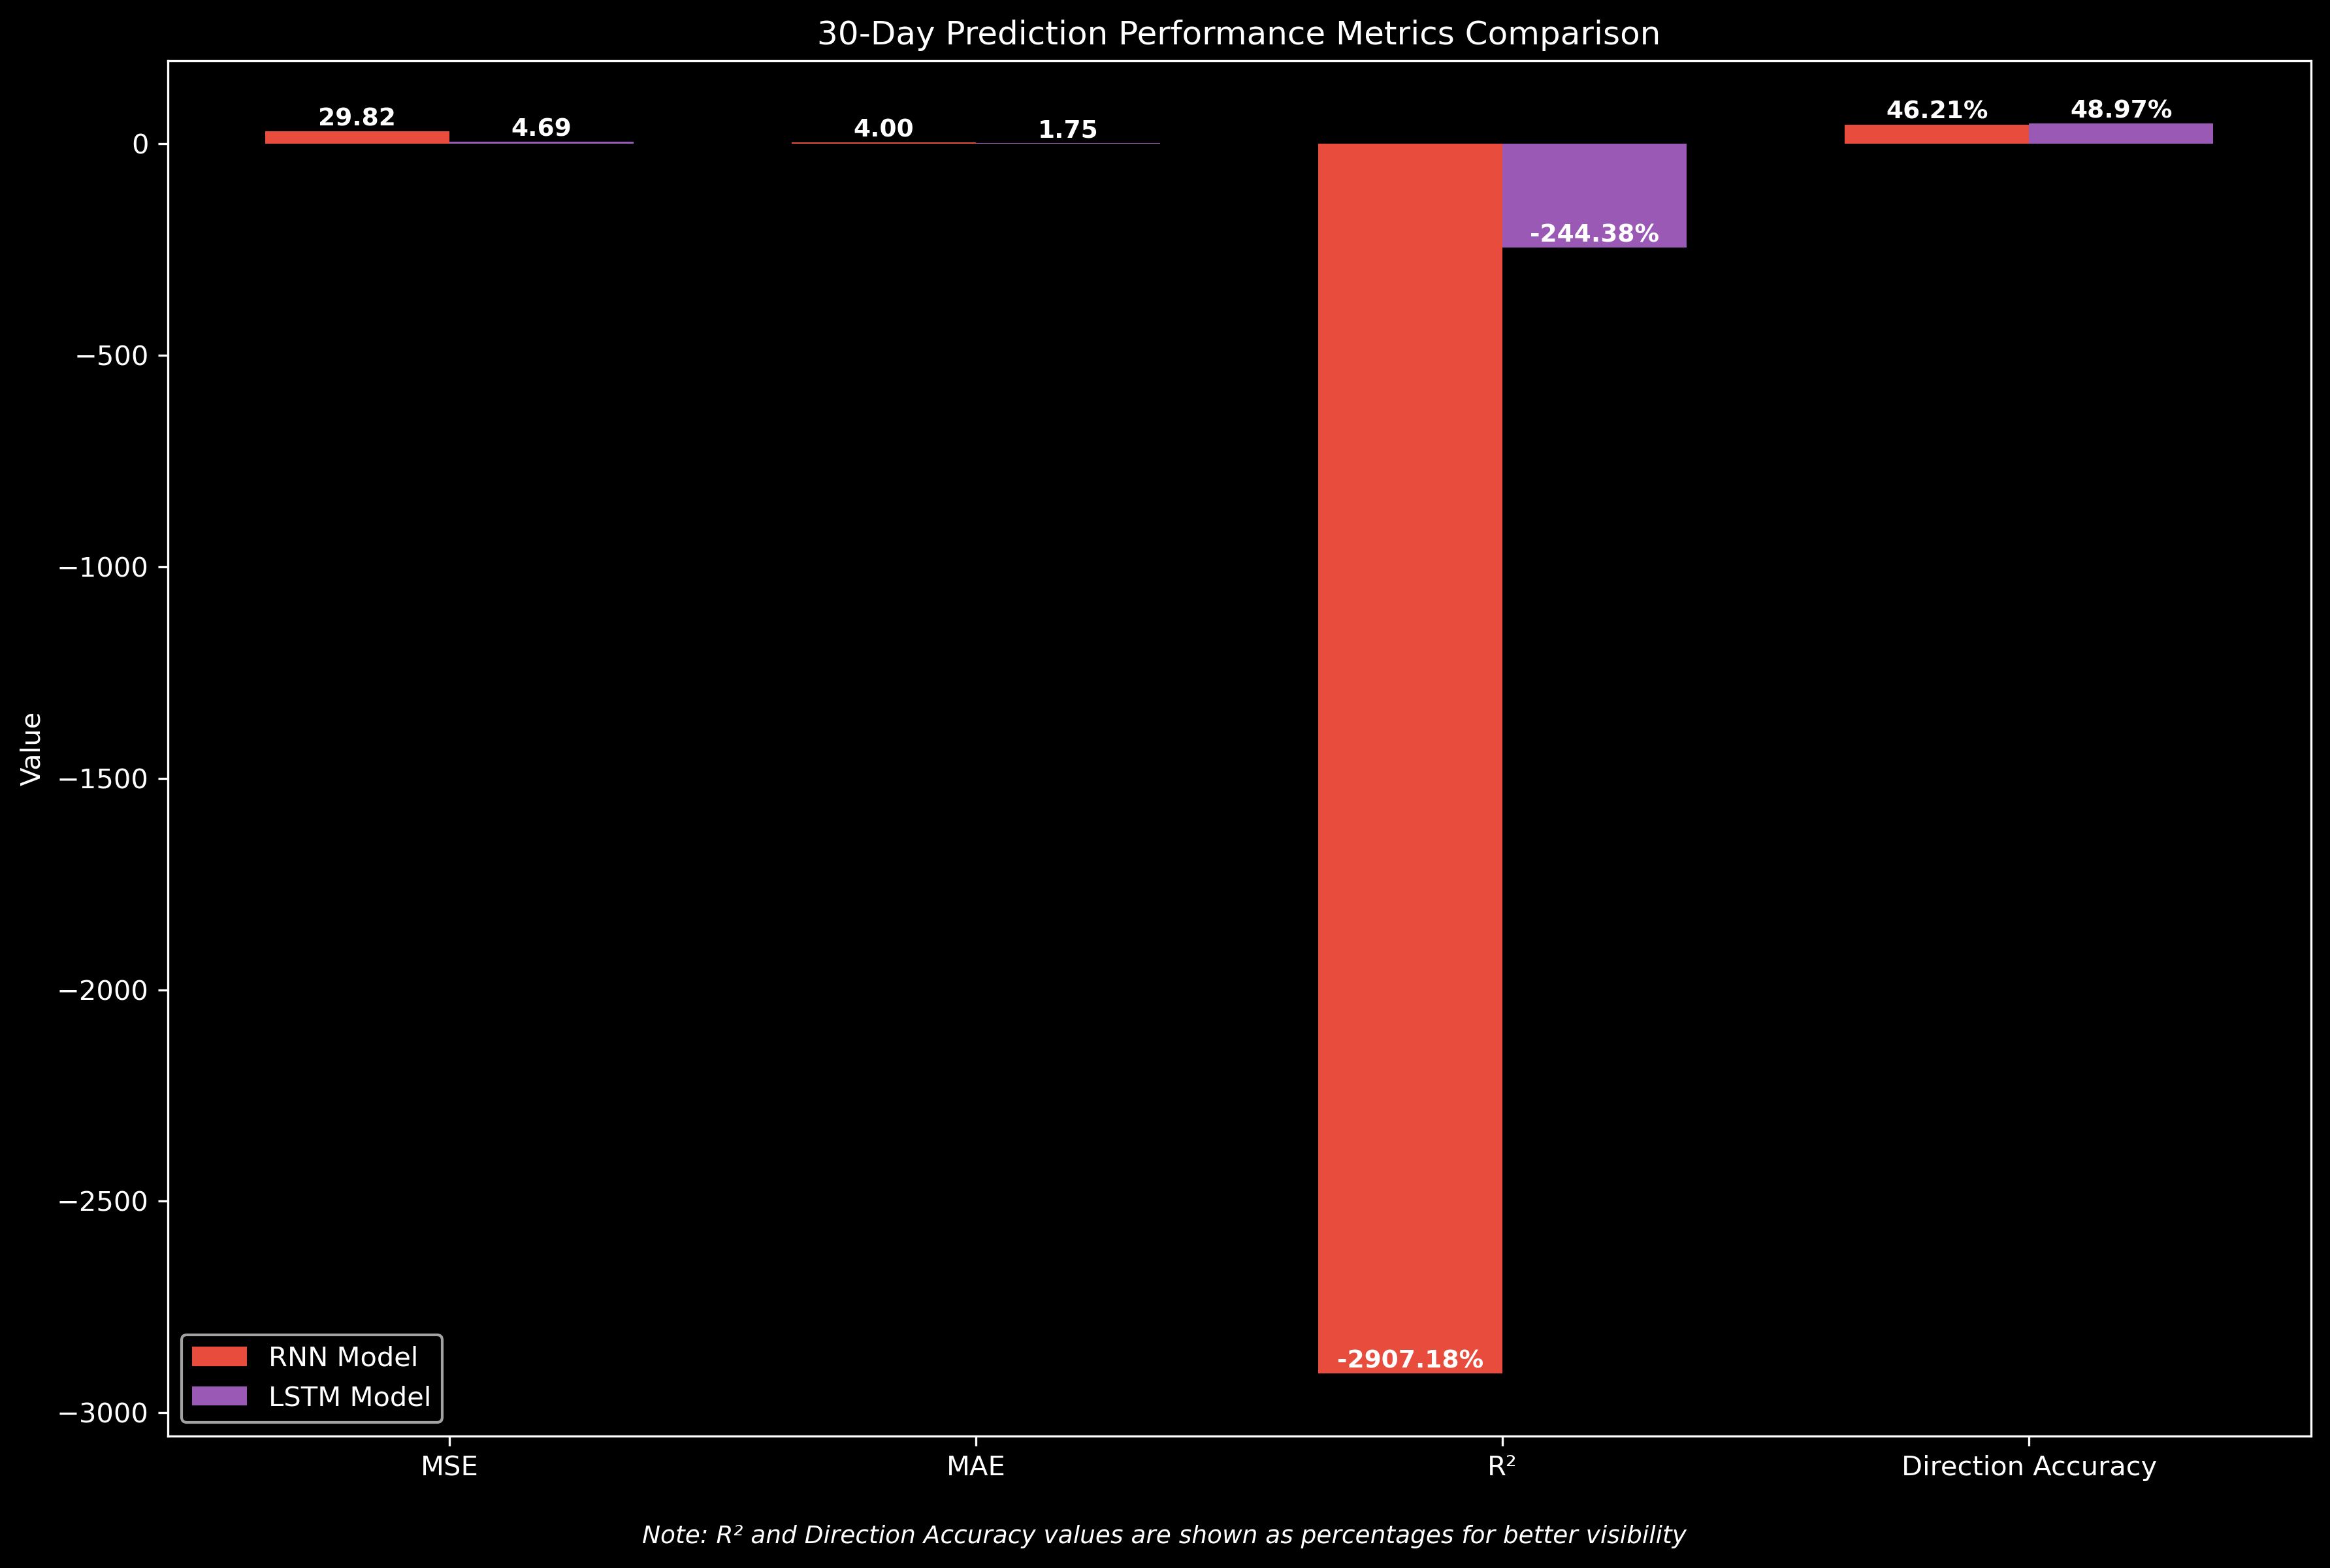 30-Day Prediction Performance Metrics Comparison
29.82
4.69
4.00
1.75
46.21%
48.97%
-244.38%
-2907.18%
0
−500
−1000
−1500
−2000
−2500
−3000
Value
RNN Model
LSTM Model
MSE
MAE
R²
Direction Accuracy
Note: R² and Direction Accuracy values are shown as percentages for better visibility